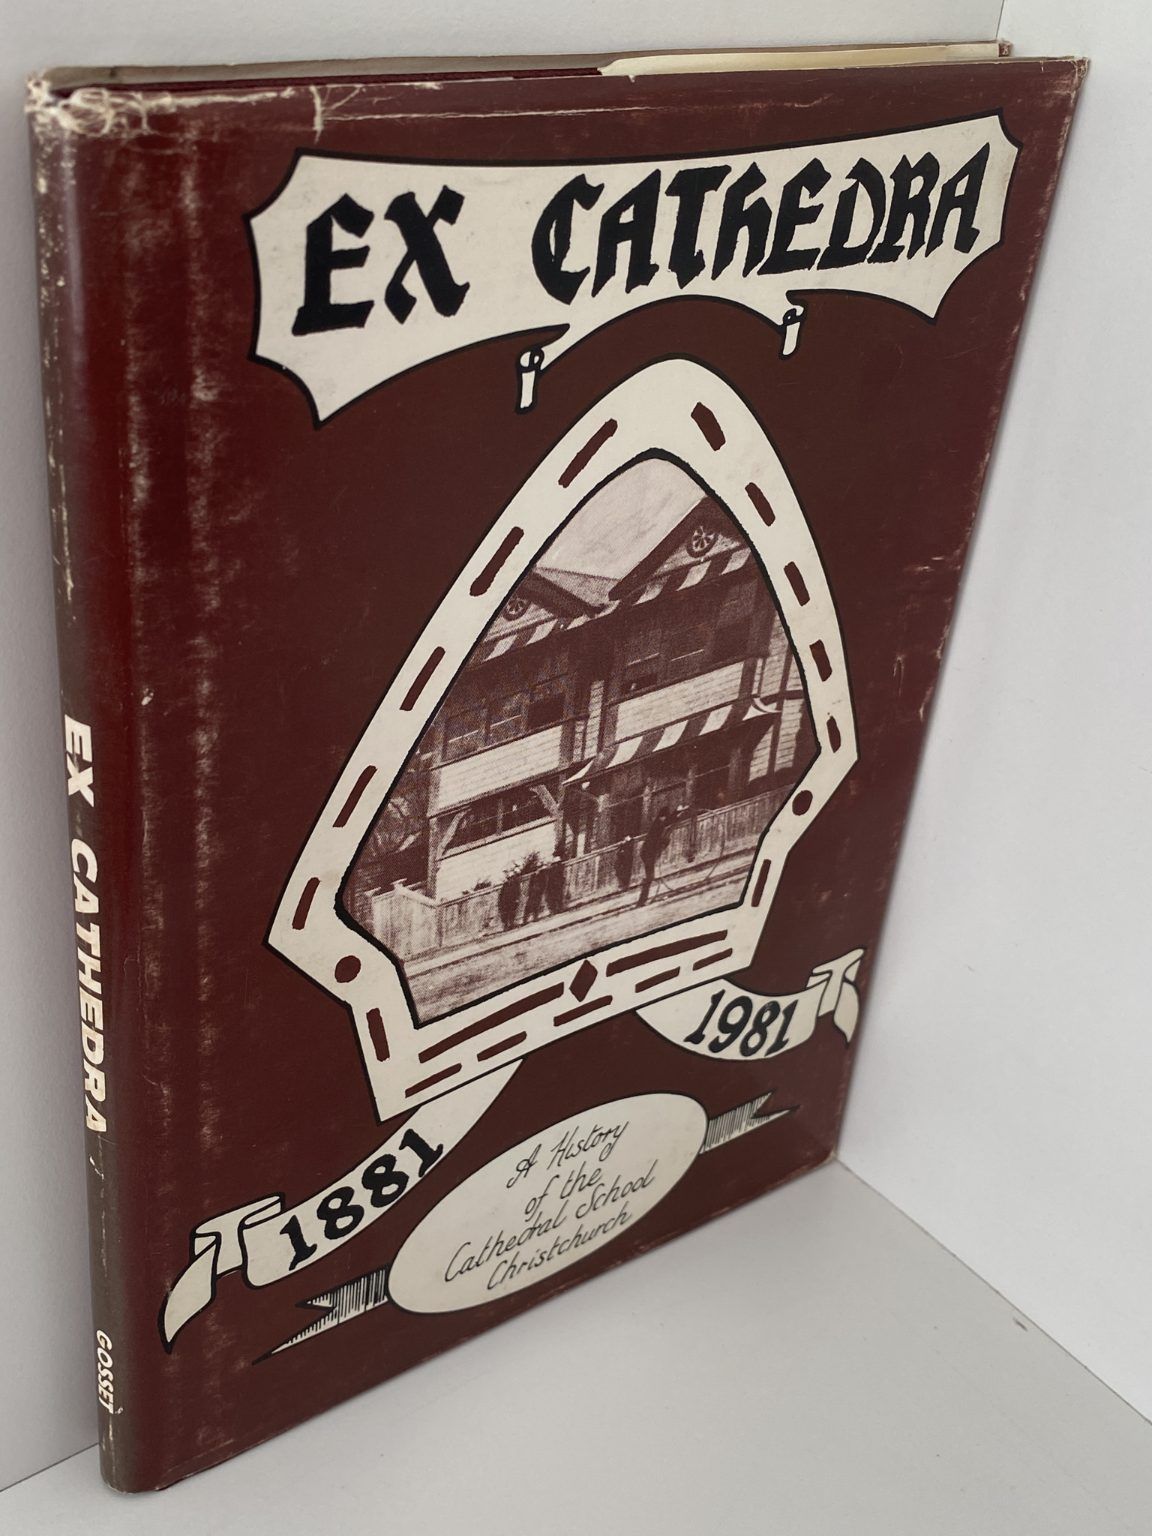 EX CATHEDRA
1981
1881
A History
of the
Cathedral School
Christchurch
EX CATHEDRA
GOSSET